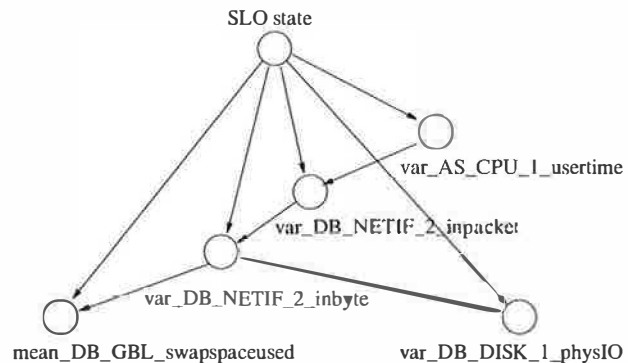 SLO state
var_AS_CPU_1_usertime
var_DB_NETIF_2_inpacket
var_DB_NETIF_2_inbyte
mean_DB_GBL_swapspaceused
var_DB_DISK_1_physIO